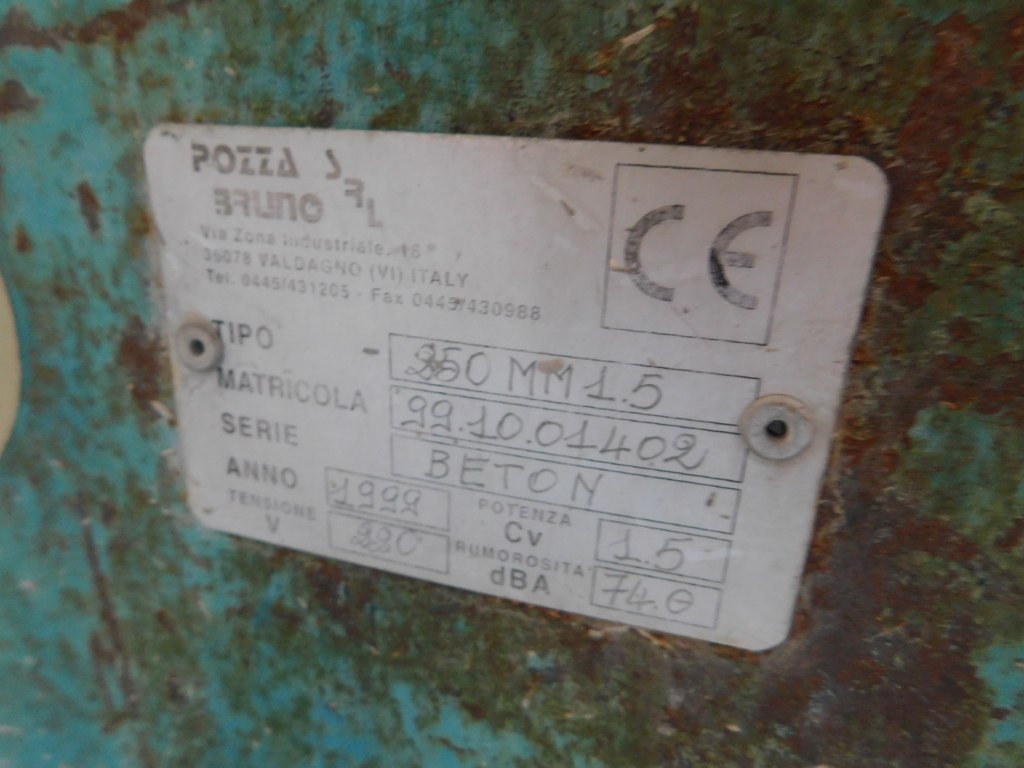 POZZA S
R
L
BRUNO
Via Zona Industriale, 16
36078 VALDAGNO (VI) ITALY
Tel. 0445/431205 - Fax 0445/430988
CE
TIPO - 350 MM 1.5
MATRICOLA 99.10.01402
SERIE BETON
ANNO 1999 POTENZA Cv 1.5
TENSIONE V 220 RUMOROSITA' dBA 74.0